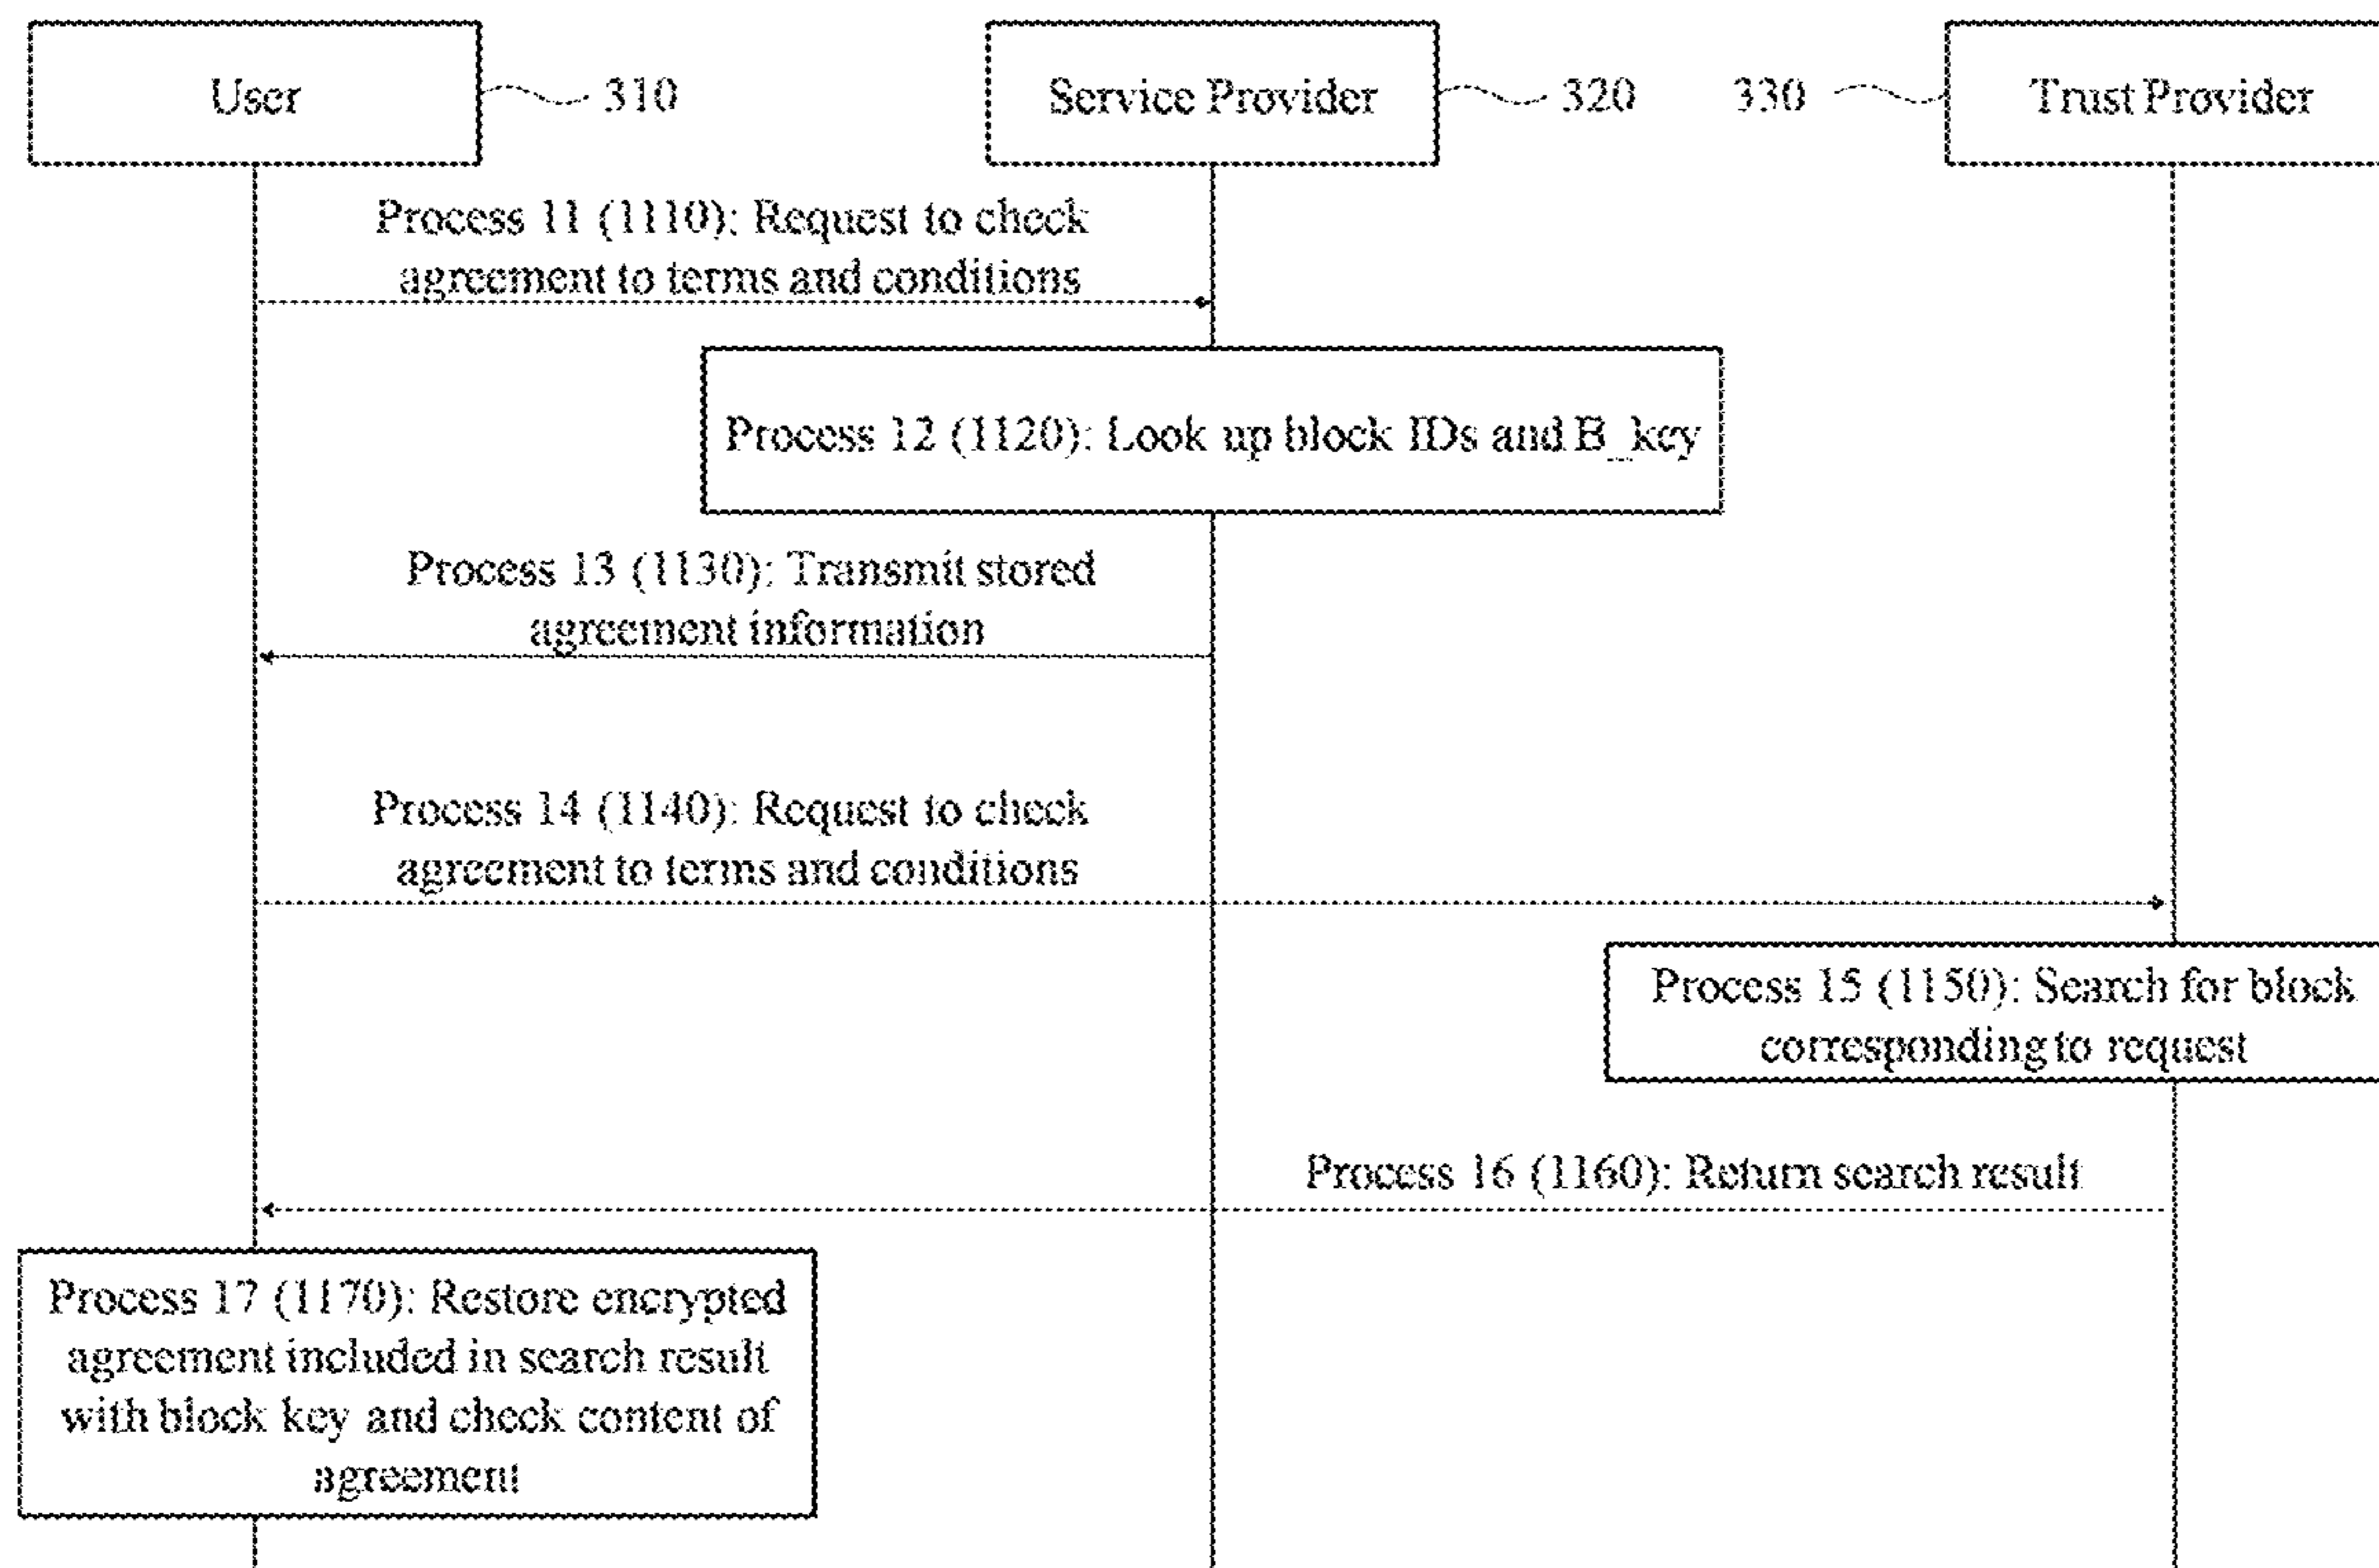 User
310
Service Provider
320
330
Trust Provider
Process 11 (1110): Request to check
agreement to terms and conditions
Process 12 (1120): Look up block IDs and B_key
Process 13 (1130): Transmit stored
agreement information
Process 14 (1140): Request to check
agreement to terms and conditions
Process 15 (1150): Search for block
corresponding to request
Process 16 (1160): Return search result
Process 17 (1170): Restore encrypted
agreement included in search result
with block key and check content of
agreement